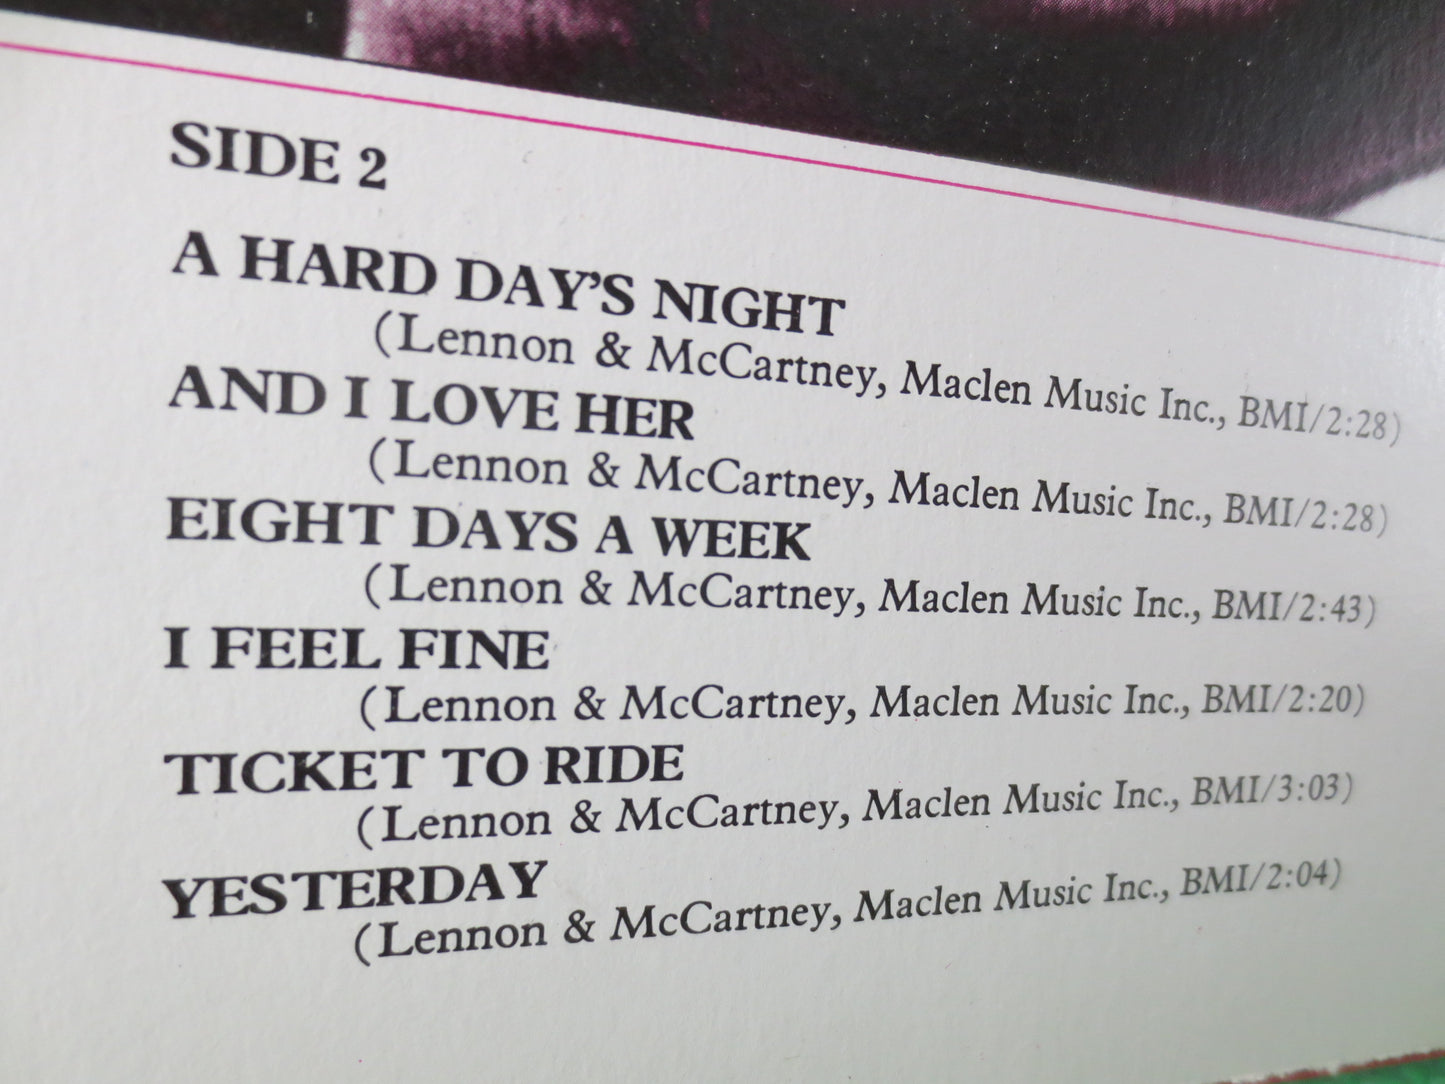 SIDE 2
A HARD DAY'S NIGHT
(Lennon & McCartney, Maclen Music Inc., BMI/2:28)
AND I LOVE HER
(Lennon & McCartney, Maclen Music Inc., BMI/2:28)
EIGHT DAYS A WEEK
(Lennon & McCartney, Maclen Music Inc., BMI/2:43)
I FEEL FINE
(Lennon & McCartney, Maclen Music Inc., BMI/2:20)
TICKET TO RIDE
(Lennon & McCartney, Maclen Music Inc., BMI/3:03)
YESTERDAY
(Lennon & McCartney, Maclen Music Inc., BMI/2:04)